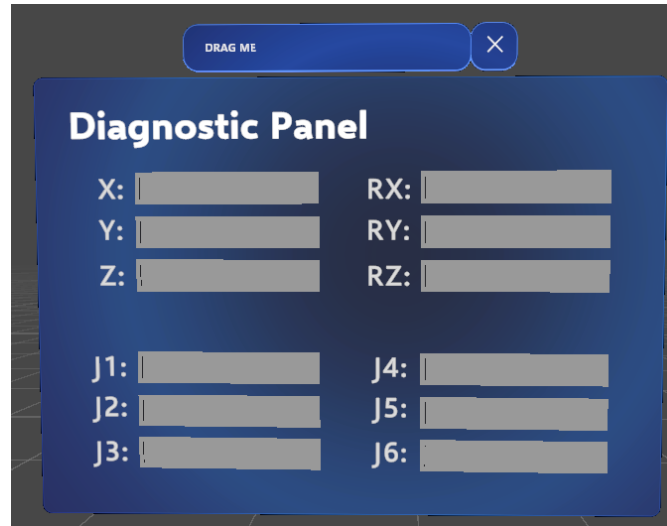 DRAG ME
Diagnostic Panel
X:
RX:
Y:
RY:
Z:
RZ:
J1:
J4:
J2:
J5:
J3:
J6: